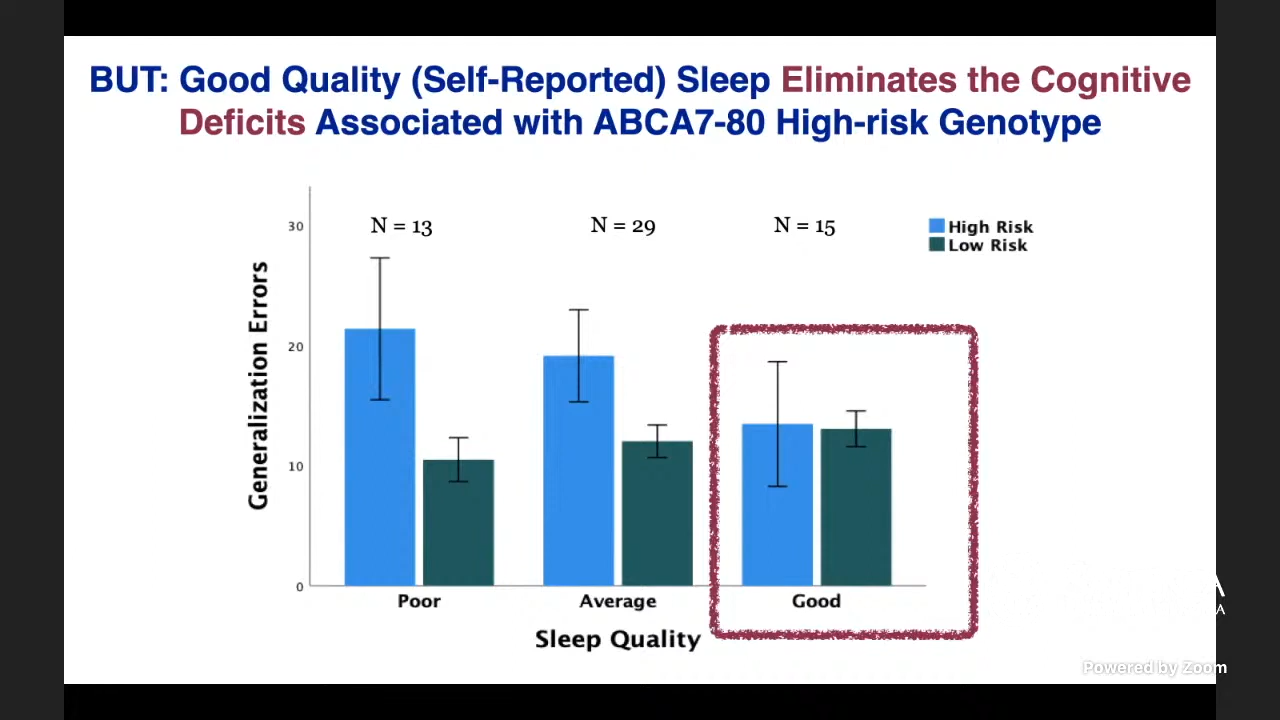 BUT: Good Quality (Self-Reported) Sleep Eliminates the Cognitive
Deficits Associated with ABCA7-80 High-risk Genotype
N = 13
N = 29
N = 15
High Risk
Low Risk
Generalization Errors
30
20
10
0
Poor
Average
Good
Sleep Quality
A
A
Powered by Zoom